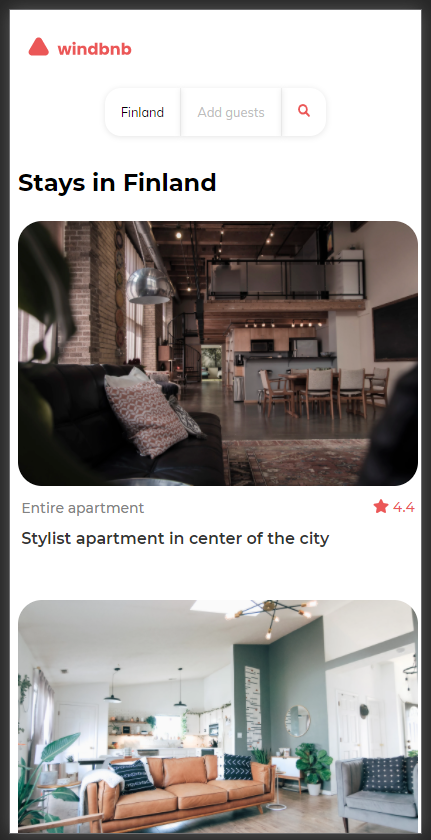 windbnb
Finland
Add guests
Stays in Finland
Entire apartment
4.4
Stylist apartment in center of the city